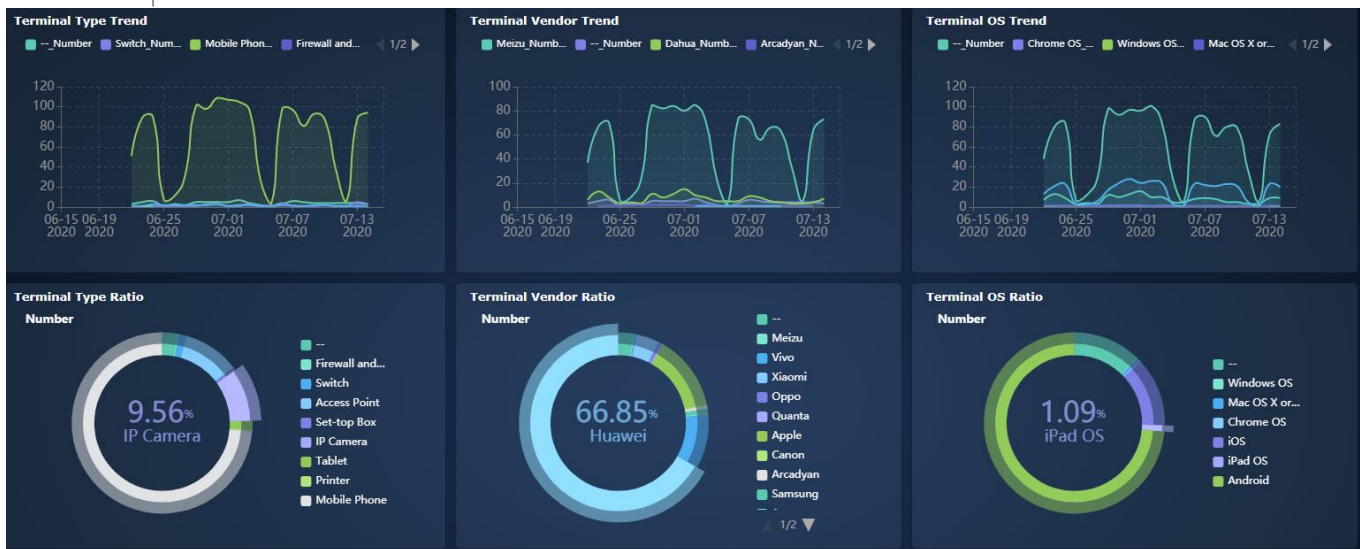 Terminal Type Trend
--_Number Switch_Num... Mobile Phon... Firewall and... 1/2
120
100
80
60
40
20
0
06-15 06-19 06-25 07-01 07-07 07-13
2020 2020 2020 2020 2020 2020
Terminal Vendor Trend
Meizu_Numb... --_Number Dahua_Numb... Arcadyan_N... 1/2
100
80
60
40
20
0
06-15 06-19 06-25 07-01 07-07 07-13
2020 2020 2020 2020 2020 2020
Terminal OS Trend
--_Number Chrome OS_... Windows OS... Mac OS X or... 1/2
120
100
80
60
40
20
0
06-15 06-19 06-25 07-01 07-07 07-13
2020 2020 2020 2020 2020 2020
Terminal Type Ratio
Number
9.56%
IP Camera
--
Firewall and...
Switch
Access Point
Set-top Box
IP Camera
Tablet
Printer
Mobile Phone
Terminal Vendor Ratio
Number
66.85%
Huawei
--
Meizu
Vivo
Xiaomi
Oppo
Quanta
Apple
Canon
Arcadyan
Samsung
1/2
Terminal OS Ratio
Number
1.09%
iPad OS
--
Windows OS
Mac OS X or...
Chrome OS
iOS
iPad OS
Android